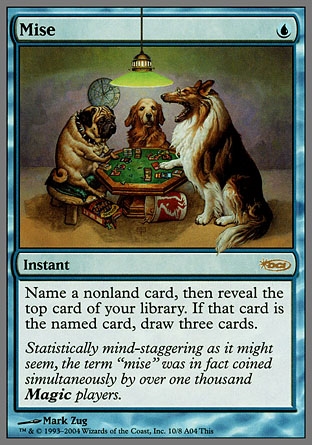 Mise
Instant
DCI
Name a nonland card, then reveal the
top card of your library. If that card is
the named card, draw three cards.
Statistically mind-staggering as it might
seem, the term “mise” was in fact coined
simultaneously by over one thousand
Magic players.
Mark Zug
™ & © 1993–2004 Wizards of the Coast, Inc. 10/8 A04 This